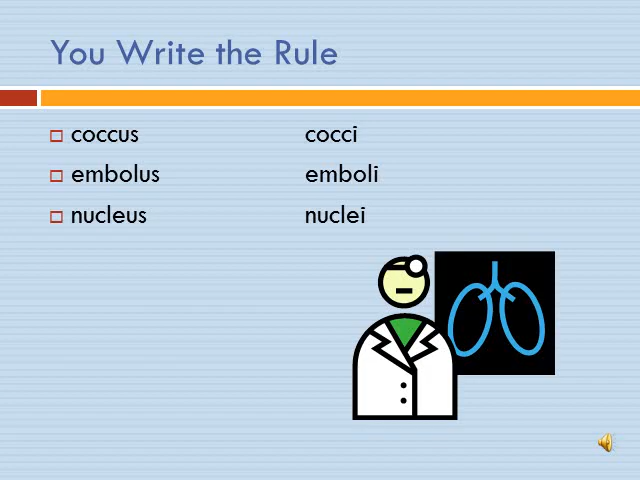 You Write the Rule
coccus cocci
embolus emboli
nucleus nuclei